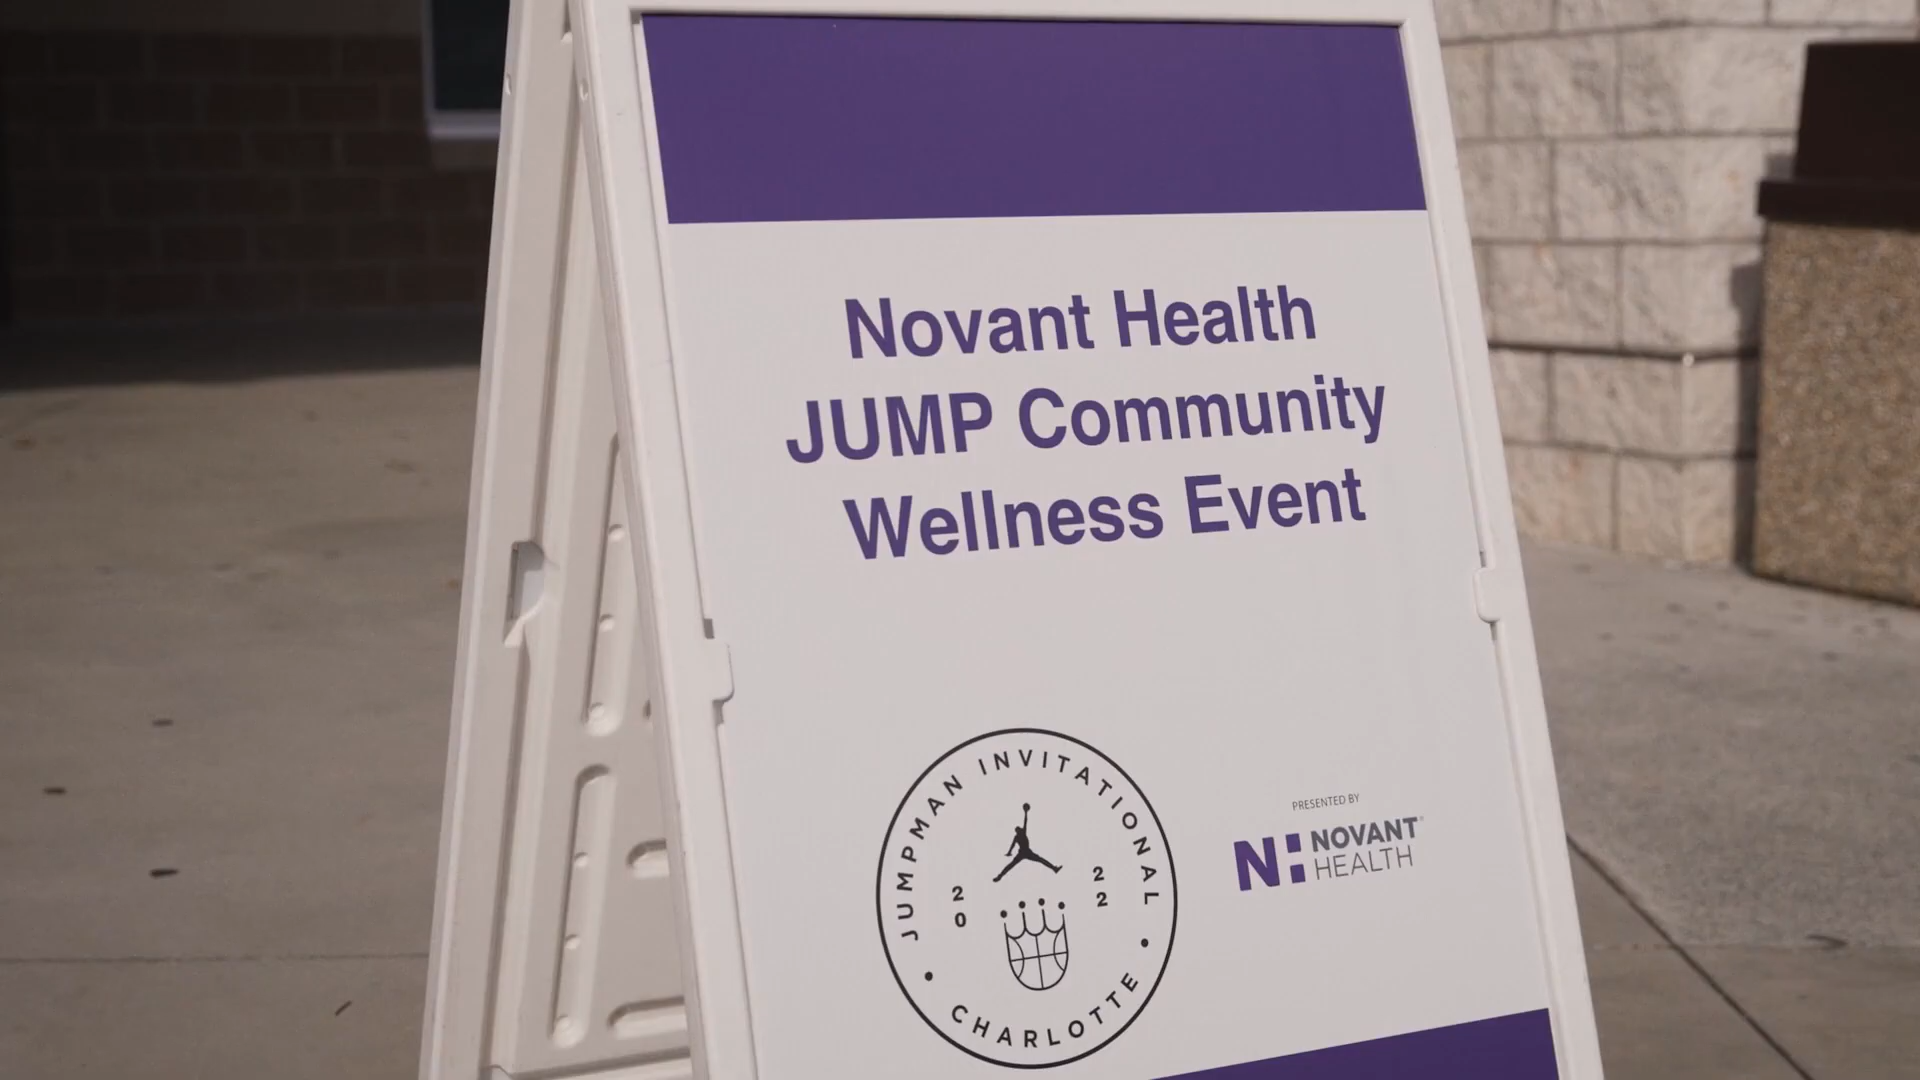 Novant Health
JUMP Community
Wellness Event
JUMPMAN INVITATIONAL
20 22
CHARLOTTE
PRESENTED BY
N NOVANT
HEALTH